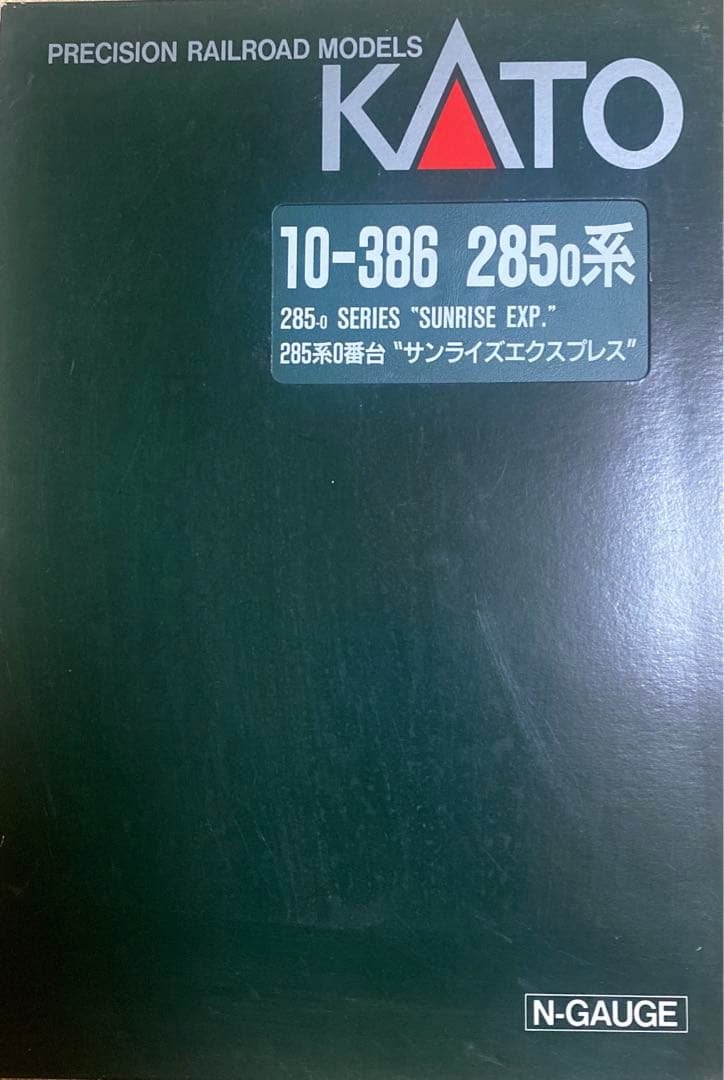 PRECISION RAILROAD MODELS
KATO
10-386 2850系
285-0 SERIES "SUNRISE EXP."
285系0番台 "サンライズエクスプレス"
N-GAUGE